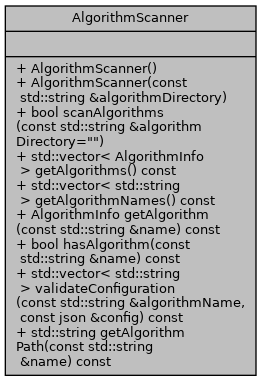 AlgorithmScanner
+ AlgorithmScanner()
+ AlgorithmScanner(const
std::string &algorithmDirectory)
+ bool scanAlgorithms
(const std::string &algorithm
Directory="")
+ std::vector< AlgorithmInfo
> getAlgorithms() const
+ std::vector< std::string
> getAlgorithmNames() const
+ AlgorithmInfo getAlgorithm
(const std::string &name) const
+ bool hasAlgorithm(const
std::string &name) const
+ std::vector< std::string
> validateConfiguration
(const std::string &algorithmName,
const json &config) const
+ std::string getAlgorithm
Path(const std::string
&name) const